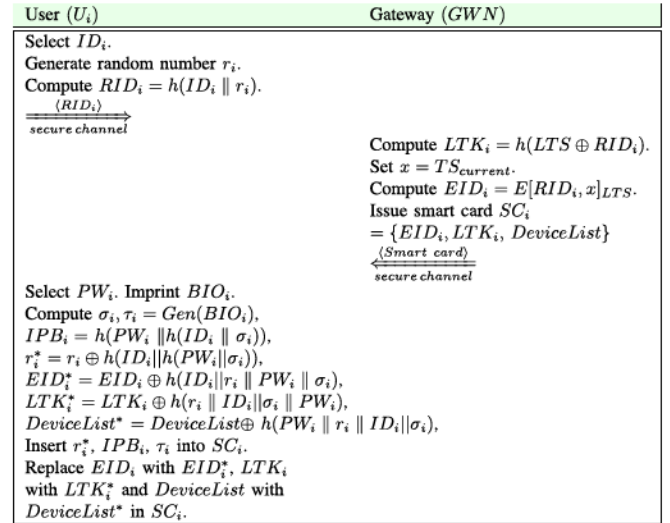 User (U_i) Gateway (GWN)
Select ID_i.
Generate random number r_i.
Compute RID_i = h(ID_i ∥ r_i).
⟨RID_i⟩
secure channel
Compute LTK_i = h(LTS ⊕ RID_i).
Set x = TS_current.
Compute EID_i = E[RID_i, x]_LTS.
Issue smart card SC_i
= {EID_i, LTK_i, DeviceList}
⟨Smart card⟩
secure channel
Select PW_i. Imprint BIO_i.
Compute σ_i, τ_i = Gen(BIO_i),
IPB_i = h(PW_i ∥h(ID_i ∥ σ_i)),
r_i^* = r_i ⊕ h(ID_i||h(PW_i||σ_i)),
EID_i^* = EID_i ⊕ h(ID_i||r_i ∥ PW_i ∥ σ_i),
LTK_i^* = LTK_i ⊕ h(r_i ∥ ID_i||σ_i ∥ PW_i),
DeviceList^* = DeviceList⊕ h(PW_i ∥ r_i ∥ ID_i||σ_i),
Insert r_i^*, IPB_i, τ_i into SC_i.
Replace EID_i with EID_i^*, LTK_i
with LTK_i^* and DeviceList with
DeviceList^* in SC_i.